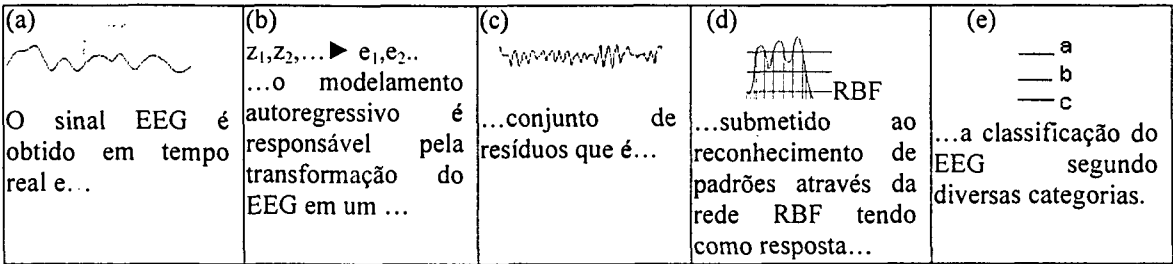 (a)
O sinal EEG é
obtido em tempo
real e...
(b)
z₁,z₂,...► e₁,e₂..
...o modelamento
autoregressivo é
responsável pela
transformação do
EEG em um ...
(c)
...conjunto de
resíduos que é...
(d)
RBF
...submetido ao
reconhecimento de
padrões através da
rede RBF tendo
como resposta...
(e)
a
b
c
...a classificação do
EEG segundo
diversas categorias.